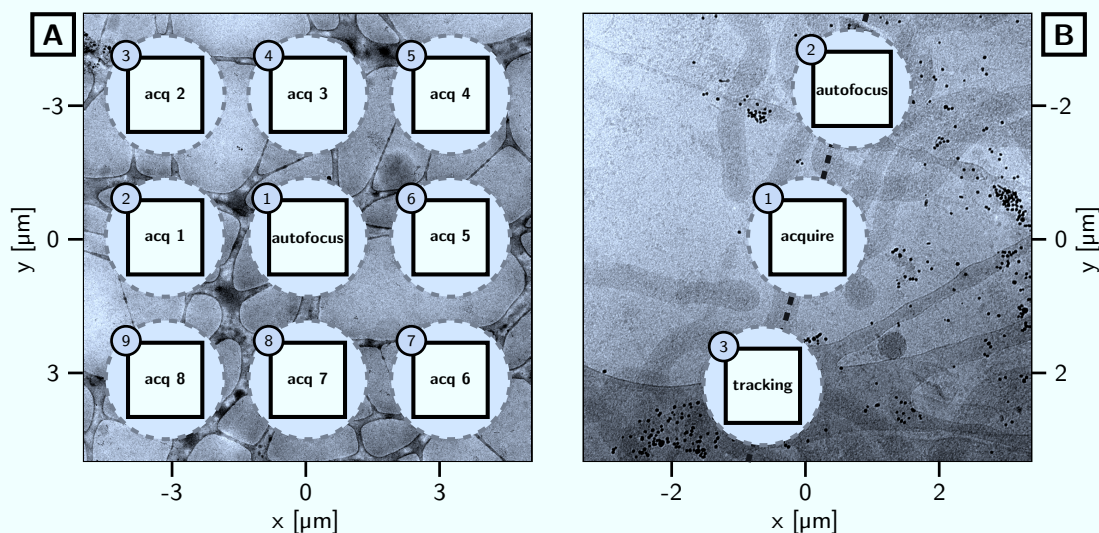 A
3
acq 2
4
acq 3
5
acq 4
2
acq 1
1
autofocus
6
acq 5
9
acq 8
8
acq 7
7
acq 6
-3
0
3
y [µm]
-3
0
3
x [µm]
B
2
autofocus
1
acquire
3
tracking
-2
0
2
y [µm]
-2
0
2
x [µm]